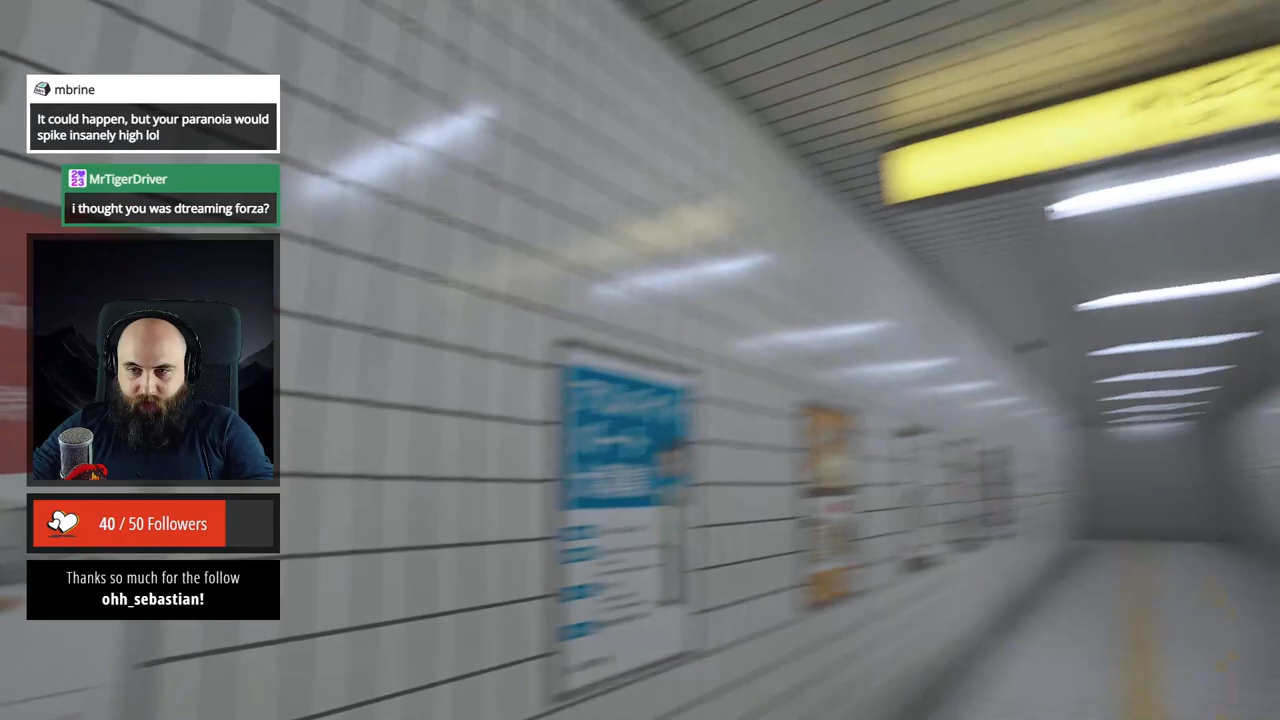 mbrine
It could happen, but your paranoia would
spike insanely high lol
MrTigerDriver
i thought you was dtreaming forza?
40 / 50 Followers
Thanks so much for the follow
ohh_sebastian!